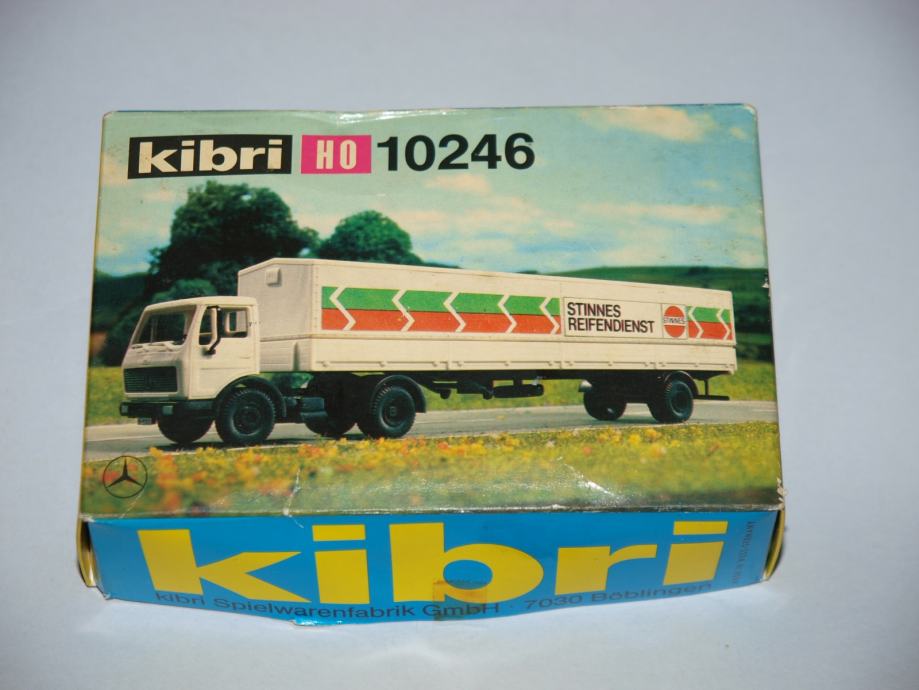 kibri HO 10246
STINNES
REIFENDIENST
STINNES
kibri
kibri Spielwarenfabrik GmbH · 7030 Böblingen